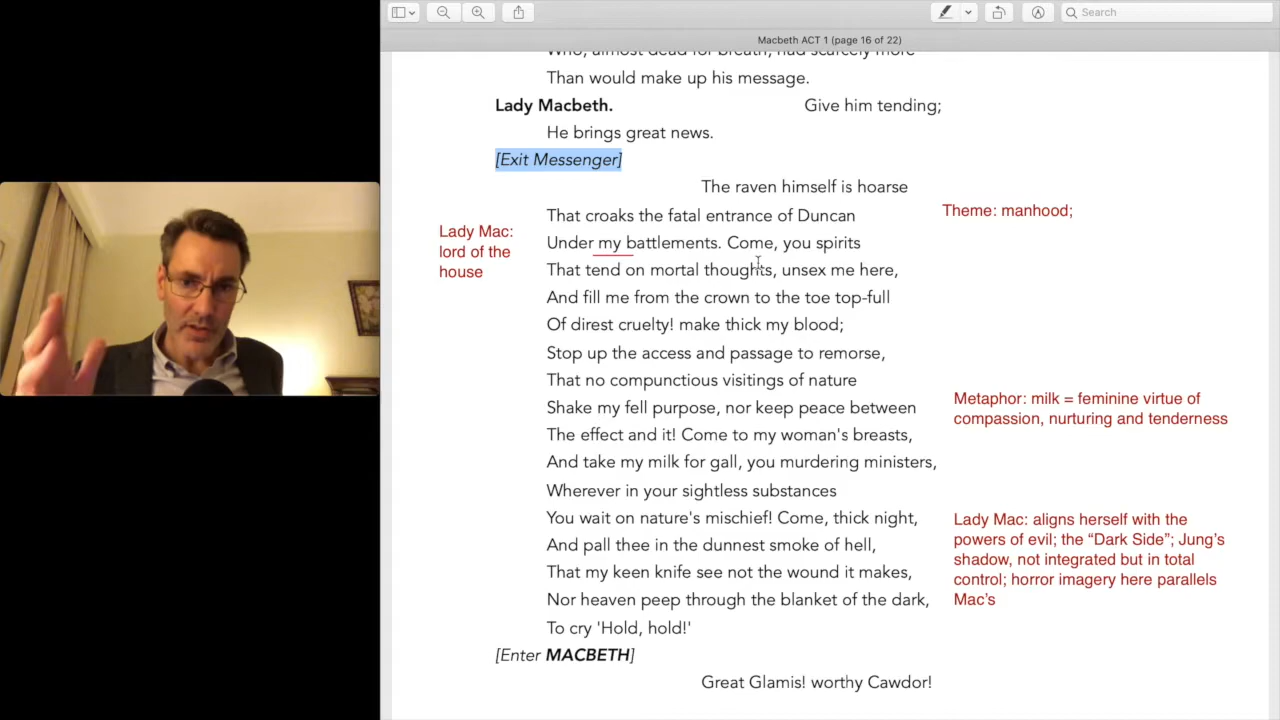 Search
Macbeth ACT 1 (page 16 of 22)
Who, almost dead for breath, had scarcely more
Than would make up his message.
Lady Macbeth. Give him tending;
He brings great news.
[Exit Messenger]
The raven himself is hoarse
Theme: manhood;
That croaks the fatal entrance of Duncan
Lady Mac:
lord of the
house
Under my battlements. Come, you spirits
That tend on mortal thoughts, unsex me here,
And fill me from the crown to the toe top-full
Of direst cruelty! make thick my blood;
Stop up the access and passage to remorse,
That no compunctious visitings of nature
Shake my fell purpose, nor keep peace between
The effect and it! Come to my woman's breasts,
And take my milk for gall, you murdering ministers,
Metaphor: milk = feminine virtue of
compassion, nurturing and tenderness
Wherever in your sightless substances
You wait on nature's mischief! Come, thick night,
And pall thee in the dunnest smoke of hell,
That my keen knife see not the wound it makes,
Nor heaven peep through the blanket of the dark,
To cry 'Hold, hold!'
Lady Mac: aligns herself with the
powers of evil; the “Dark Side”; Jung’s
shadow, not integrated but in total
control; horror imagery here parallels
Mac’s
[Enter MACBETH]
Great Glamis! worthy Cawdor!